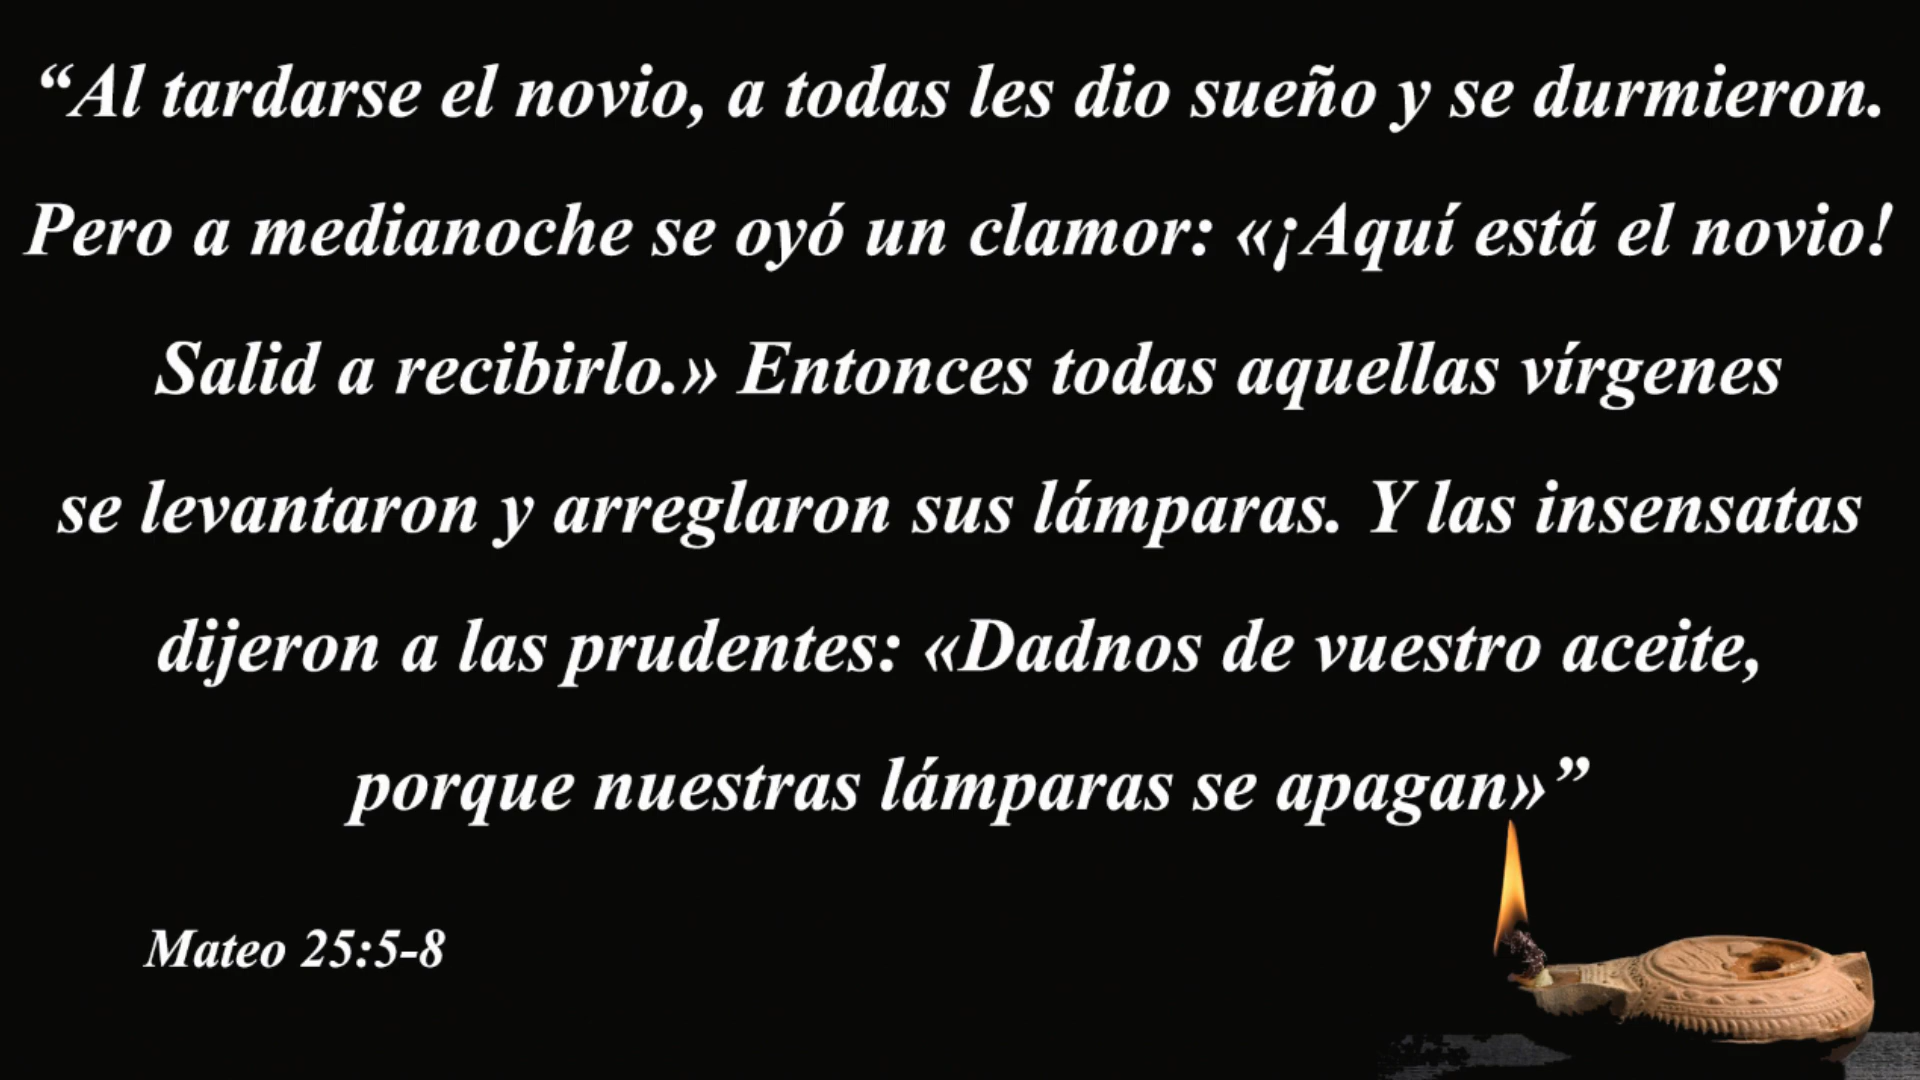 “Al tardarse el novio, a todas les dio sueño y se durmieron.
Pero a medianoche se oyó un clamor: «¡Aquí está el novio!
Salid a recibirlo.» Entonces todas aquellas vírgenes
se levantaron y arreglaron sus lámparas. Y las insensatas
dijeron a las prudentes: «Dadnos de vuestro aceite,
porque nuestras lámparas se apagan»”
Mateo 25:5-8